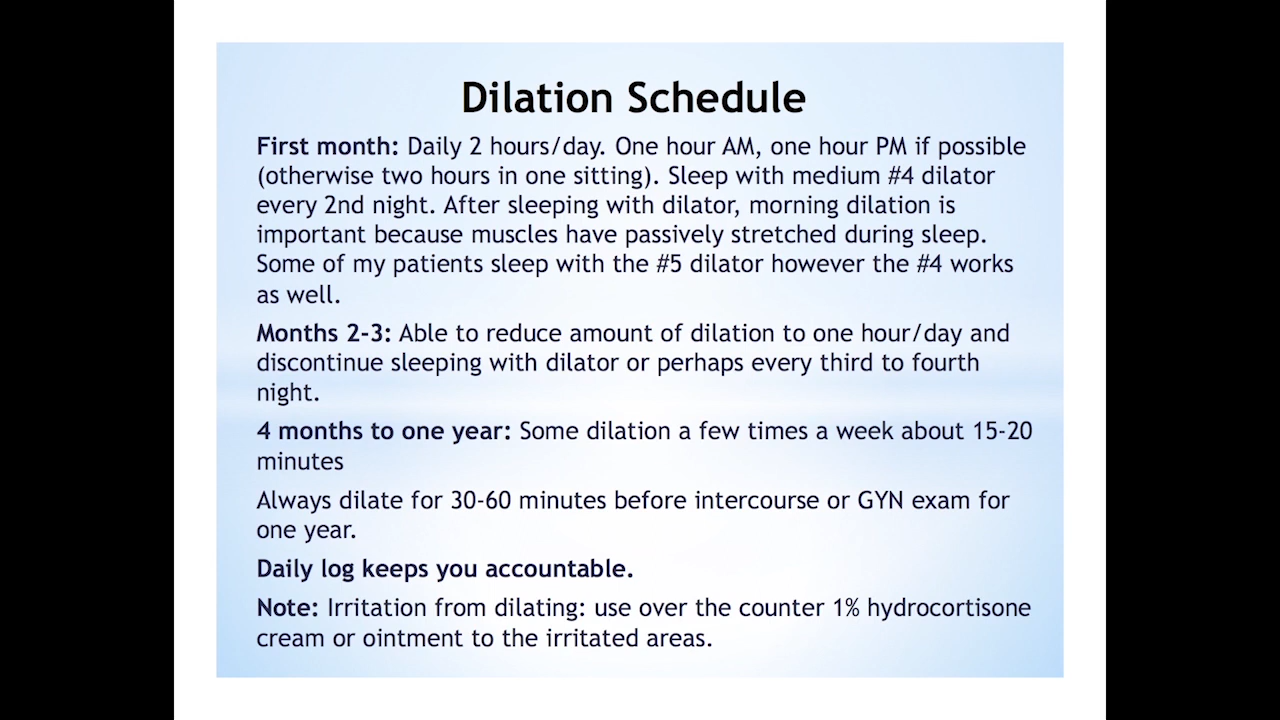 Dilation Schedule
First month: Daily 2 hours/day. One hour AM, one hour PM if possible
(otherwise two hours in one sitting). Sleep with medium #4 dilator
every 2nd night. After sleeping with dilator, morning dilation is
important because muscles have passively stretched during sleep.
Some of my patients sleep with the #5 dilator however the #4 works
as well.
Months 2-3: Able to reduce amount of dilation to one hour/day and
discontinue sleeping with dilator or perhaps every third to fourth
night.
4 months to one year: Some dilation a few times a week about 15-20
minutes
Always dilate for 30-60 minutes before intercourse or GYN exam for
one year.
Daily log keeps you accountable.
Note: Irritation from dilating: use over the counter 1% hydrocortisone
cream or ointment to the irritated areas.